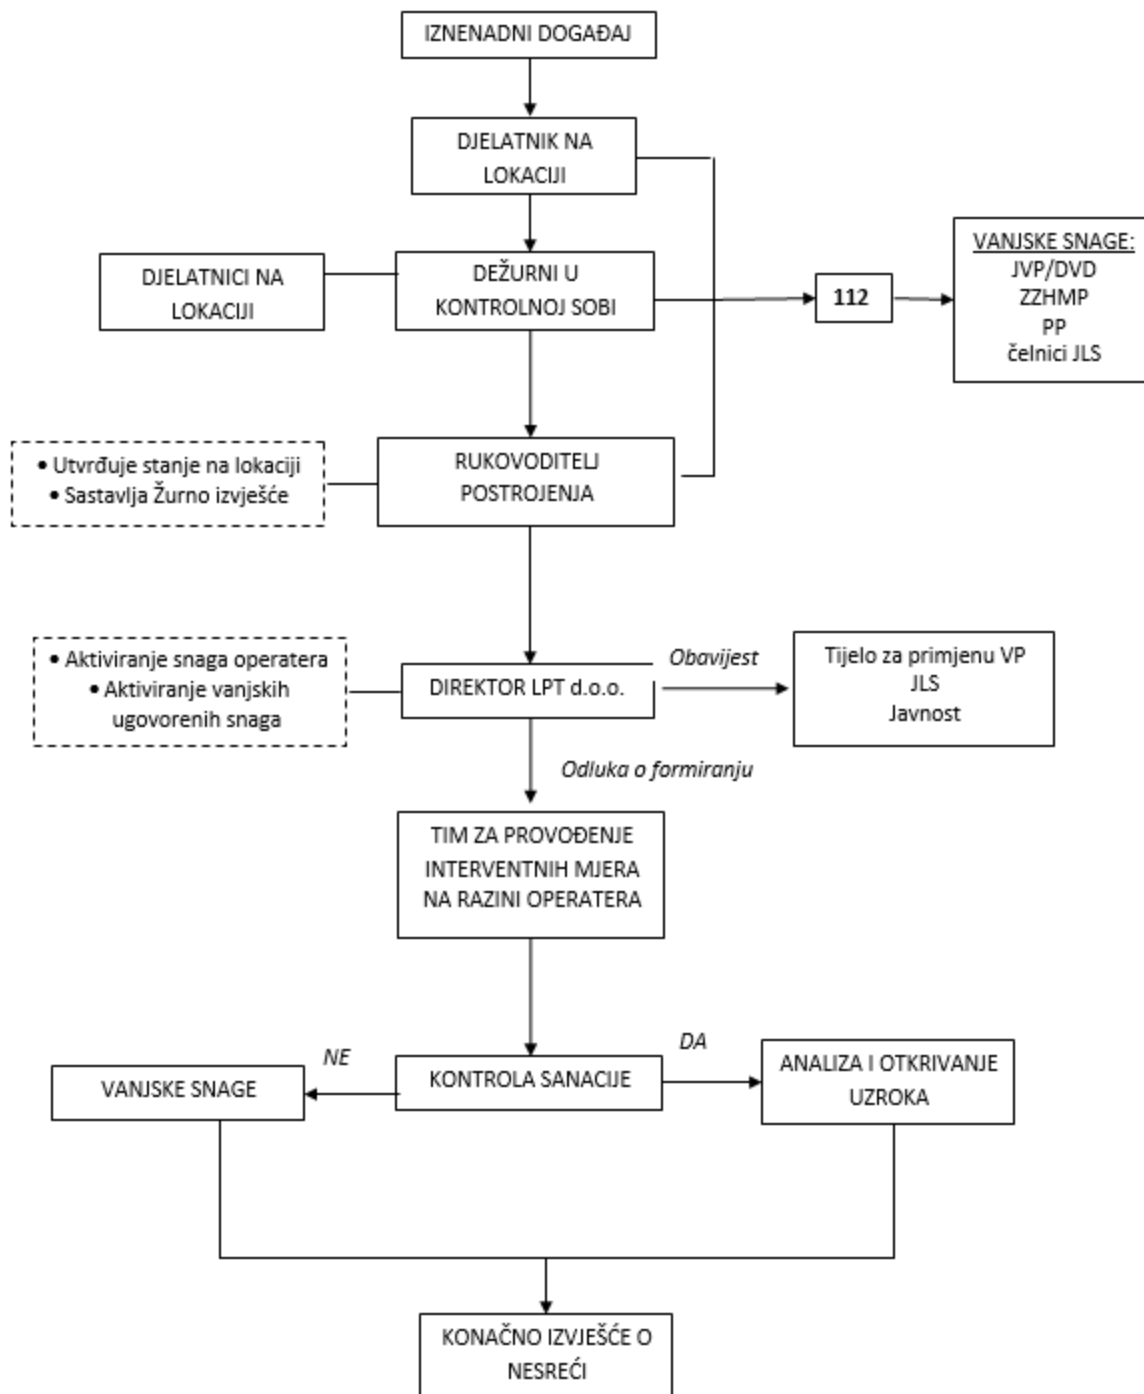 IZNENADNI DOGAĐAJ
DJELATNIK NA
LOKACIJI
DJELATNICI NA
LOKACIJI
DEŽURNI U
KONTROLNOJ SOBI
112
VANJSKE SNAGE:
JVP/DVD
ZZHMP
PP
čelnici JLS
• Utvrđuje stanje na lokaciji
• Sastavlja Žurno izvješće
RUKOVODITELJ
POSTROJENJA
• Aktiviranje snaga operatera
• Aktiviranje vanjskih
ugovorenih snaga
DIREKTOR LPT d.o.o.
Obavijest
Tijelo za primjenu VP
JLS
Javnost
Odluka o formiranju
TIM ZA PROVOĐENJE
INTERVENTNIH MJERA
NA RAZINI OPERATERA
VANJSKE SNAGE
NE
KONTROLA SANACIJE
DA
ANALIZA I OTKRIVANJE
UZROKA
KONAČNO IZVJEŠĆE O
NESREĆI